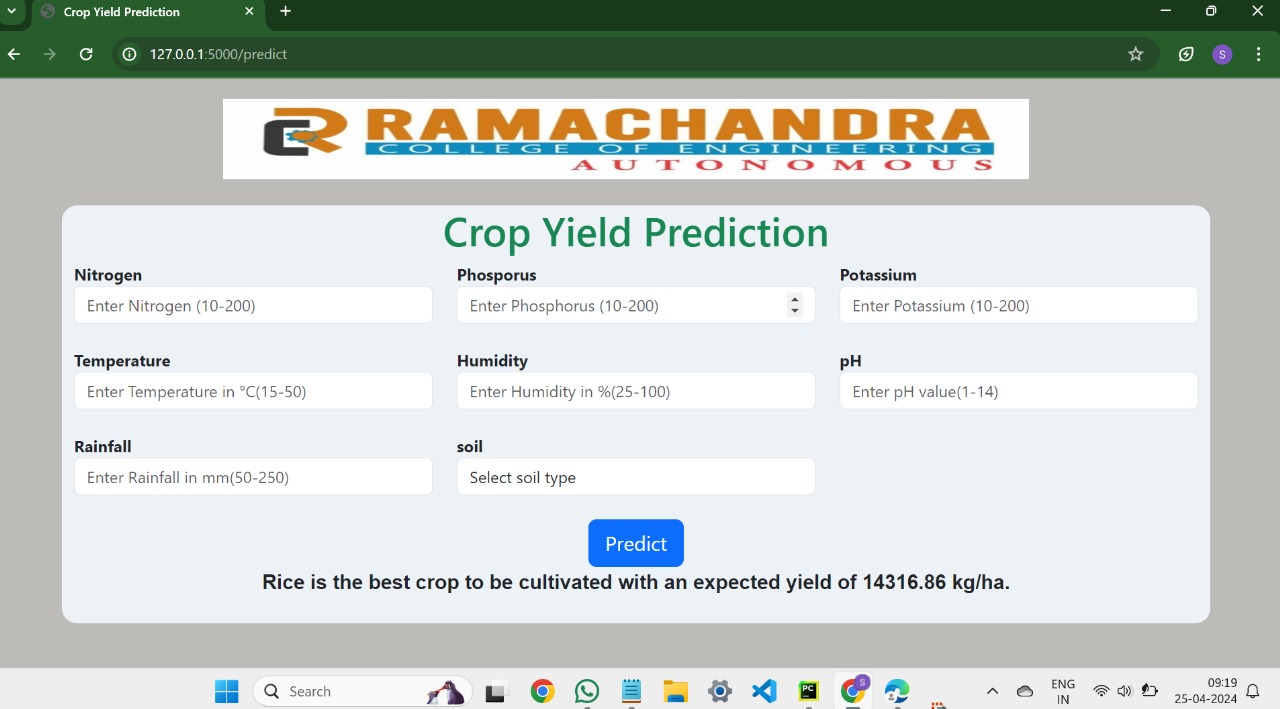 Crop Yield Prediction
127.0.0.1:5000/predict
S
RAMACHANDRA
COLLEGE OF ENGINEERING
AUTONOMOUS
Crop Yield Prediction
Nitrogen Phosporus Potassium
Enter Nitrogen (10-200) Enter Phosphorus (10-200) Enter Potassium (10-200)
Temperature Humidity pH
Enter Temperature in °C(15-50) Enter Humidity in %(25-100) Enter pH value(1-14)
Rainfall soil
Enter Rainfall in mm(50-250) Select soil type
Predict
Rice is the best crop to be cultivated with an expected yield of 14316.86 kg/ha.
Search PC S ENG 09:19
IN 25-04-2024